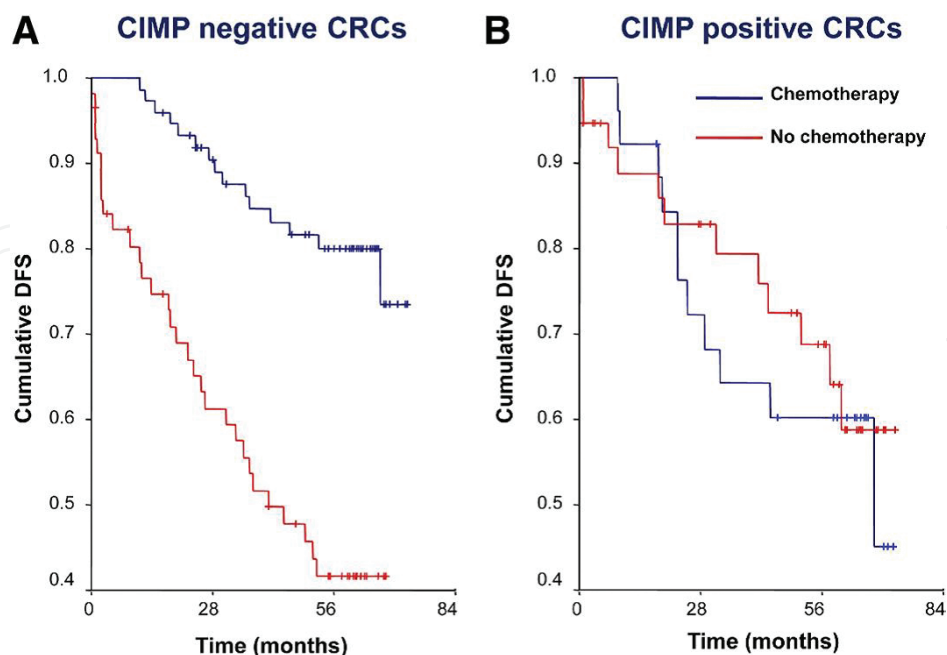 A CIMP negative CRCs
1.0
0.9
0.8
0.7
0.6
0.5
0.4
0 28 56 84
Cumulative DFS
Time (months)
B CIMP positive CRCs
Chemotherapy
No chemotherapy
1.0
0.9
0.8
0.7
0.6
0.5
0.4
0 28 56 84
Cumulative DFS
Time (months)